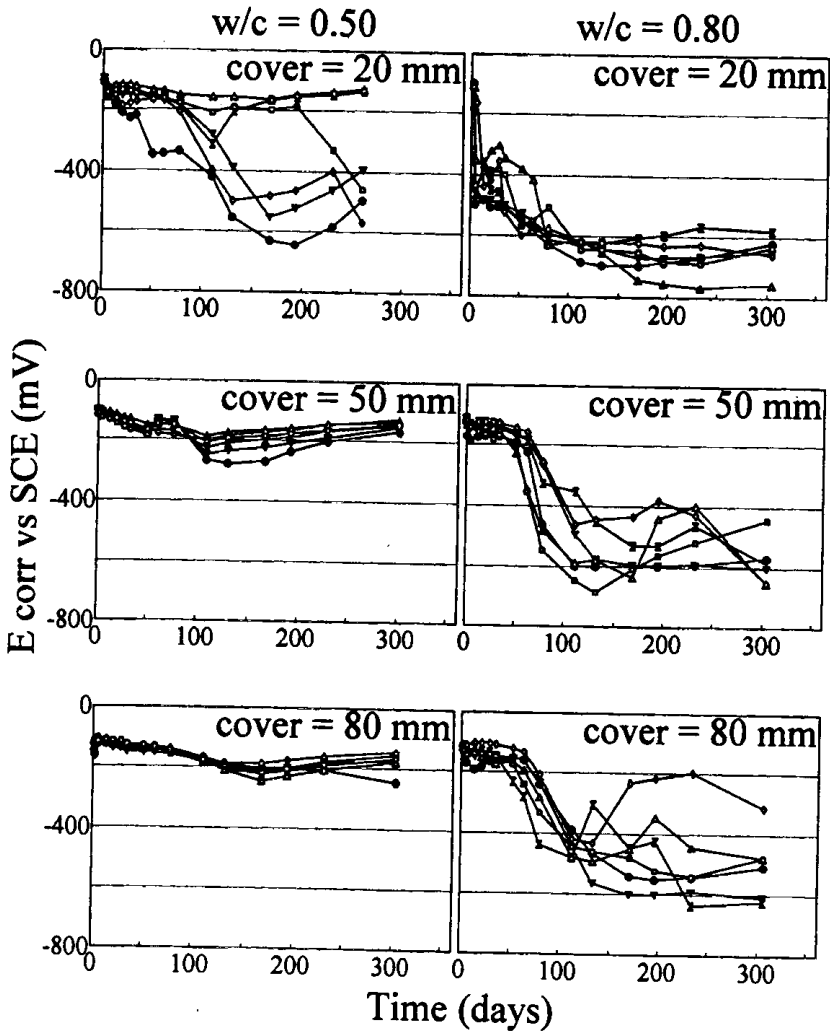 w/c = 0.50
w/c = 0.80
0
cover = 20 mm
cover = 20 mm
-400
-800
0 100 200 300
0 100 200 300
0
cover = 50 mm
cover = 50 mm
-400
-800
0 100 200 300
0 100 200 300
0
cover = 80 mm
cover = 80 mm
-400
-800
0 100 200 300
0 100 200 300
E corr vs SCE (mV)
Time (days)